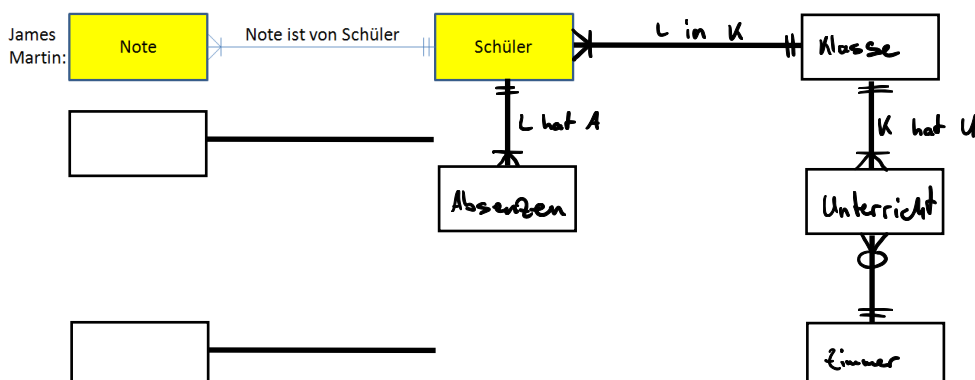 James
Martin:
Note
Note ist von Schüler
Schüler
L in K
Klasse
L hat A
K hat U
Absenzen
Unterricht
Zimmer